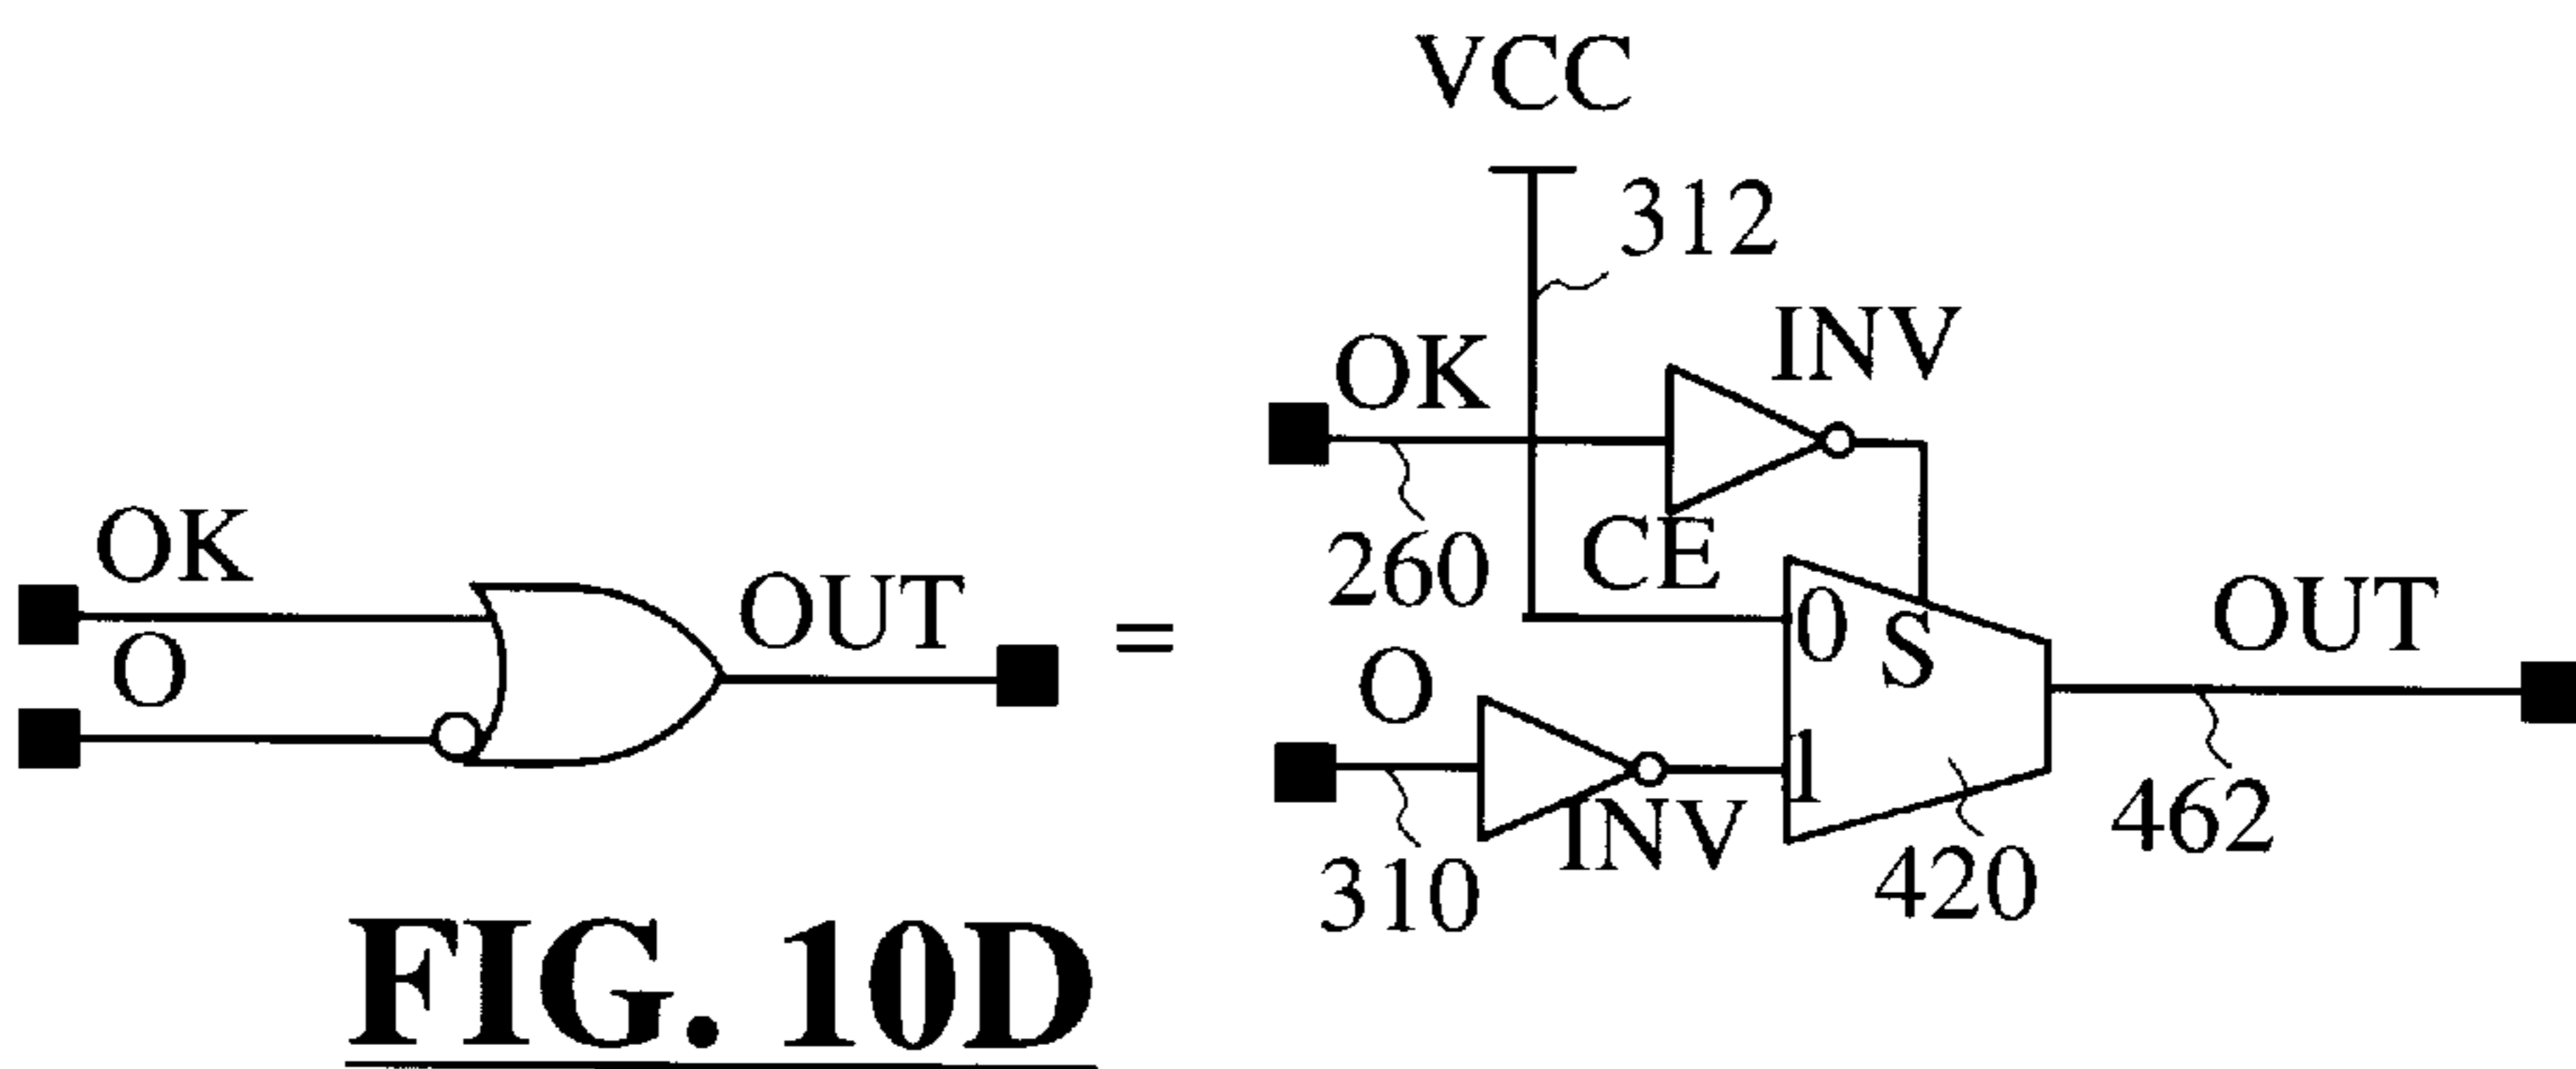 VCC
312
OK
INV
260
CE
0
S
OUT
O
1
INV
310
420
462
OK
O
OUT
=
FIG. 10D